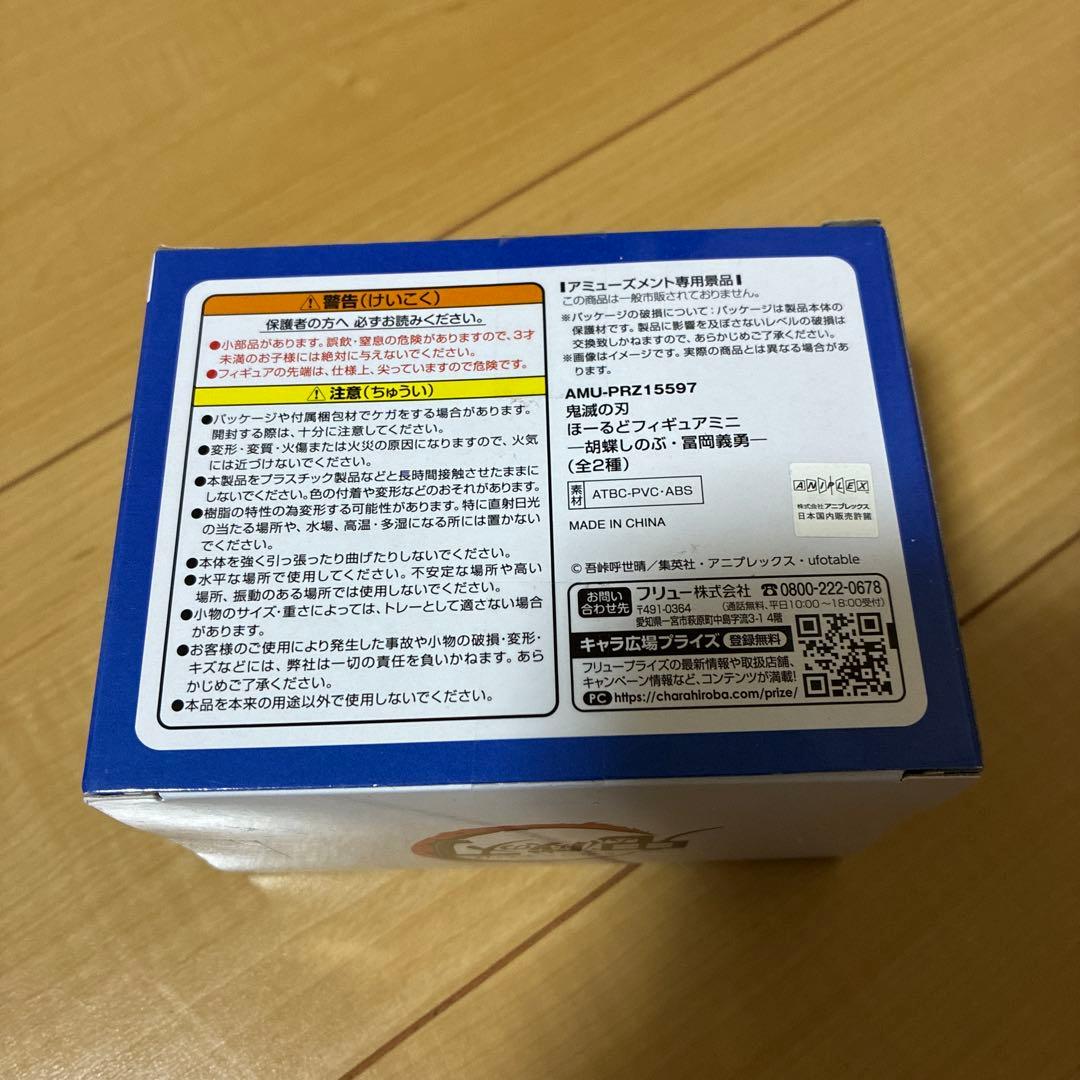 ⚠警告(けいこく)
保護者の方へ 必ずお読みください。
●小部品があります。誤飲・窒息の危険がありますので、3才
未満のお子様には絶対に与えないでください。
●フィギュアの先端は、仕様上、尖っていますので危険です。
⚠注意(ちゅうい)
●パッケージや付属梱包材でケガをする場合があります。
開封する際は、十分に注意してください。
●変形・変質・火傷または火災の原因になりますので、火気
には近づけないでください。
●本製品をプラスチック製品などと長時間接触させたままに
しないでください。色の付着や変形などのおそれがあります。
●樹脂の特性の為変形する可能性があります。特に直射日光
の当たる場所や、水場、高温・多湿になる所には置かない
でください。
●本体を強く引っ張ったり曲げたりしないでください。
●水平な場所で使用してください。不安定な場所や高い
場所、振動のある場所では使用しないでください。
●小物のサイズ・重さによっては、トレーとして適さない場合
があります。
●お客様のご使用により発生した事故や小物の破損・変形・
キズなどには、弊社は一切の責任を負いかねます。あら
かじめご了承ください。
●本品を本来の用途以外で使用しないでください。
┃アミューズメント専用景品┃
この商品は一般市販されておりません。
※パッケージの破損について:パッケージは製品本体の
保護材です。製品に影響を及ぼさないレベルの破損は
交換致しかねますので、あらかじめご了承ください。
※画像はイメージです。実際の商品とは異なる場合があ
ります。
AMU-PRZ15597
鬼滅の刃
ほーるどフィギュアミニ
―胡蝶しのぶ・冨岡義勇―
(全2種)
素材 ATBC-PVC・ABS
MADE IN CHINA
ANIPLEX
株式会社アニプレックス
日本国内販売許諾
©吾峠呼世晴/集英社・アニプレックス・ufotable
お問い合わせ先 フリュー株式会社 ☎0800-222-0678
〒491-0364 (通話無料、平日10:00~18:00受付)
愛知県一宮市萩原町中島字流3-1 4階
キャラ広場プライズ 登録無料
フリュープライズの最新情報や取扱店舗、
キャンペーン情報など、コンテンツが満載!
PC https://charahiroba.com/prize/